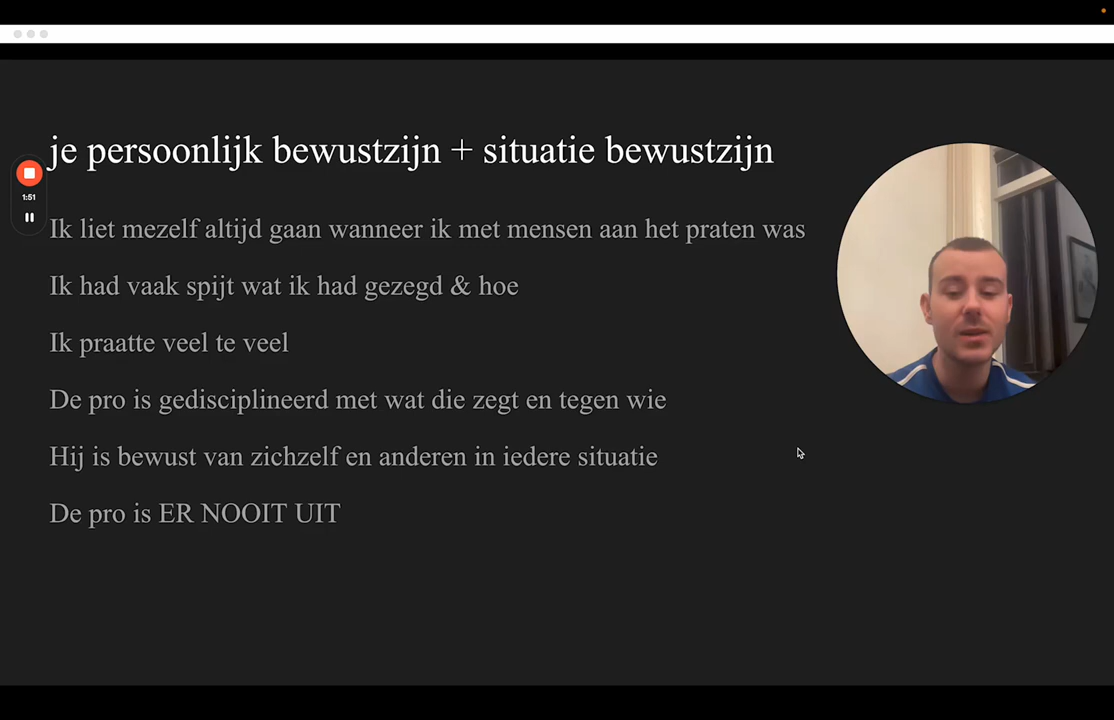 je persoonlijk bewustzijn + situatie bewustzijn
1:51
Ik liet mezelf altijd gaan wanneer ik met mensen aan het praten was
Ik had vaak spijt wat ik had gezegd & hoe
Ik praatte veel te veel
De pro is gedisciplineerd met wat die zegt en tegen wie
Hij is bewust van zichzelf en anderen in iedere situatie
De pro is ER NOOIT UIT